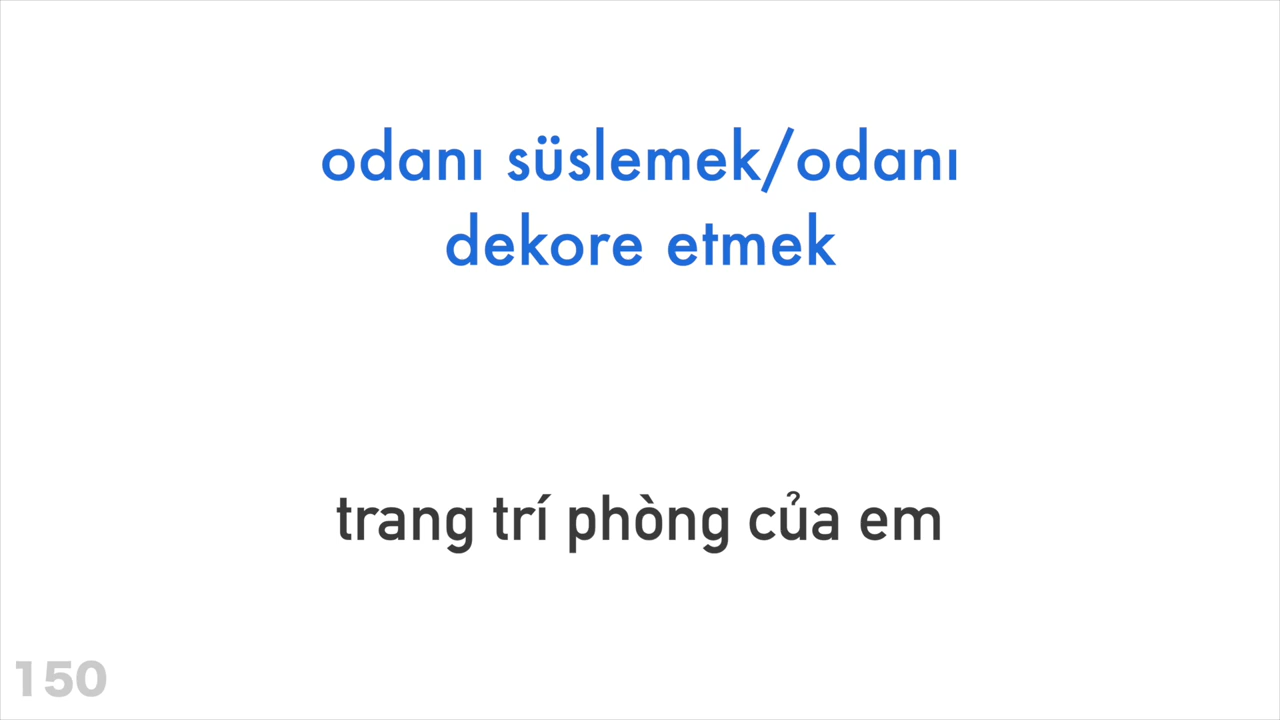 odanı süslemek/odanı
dekore etmek
trang trí phòng của em
150